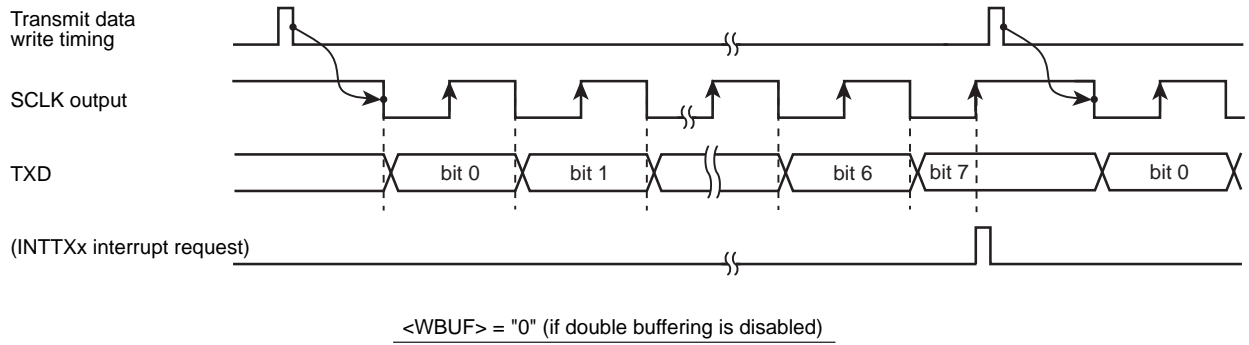 Transmit data
write timing
SCLK output
TXD
bit 0
bit 1
bit 6
bit 7
bit 0
(INTTXx interrupt request)
<WBUF> = "0" (if double buffering is disabled)